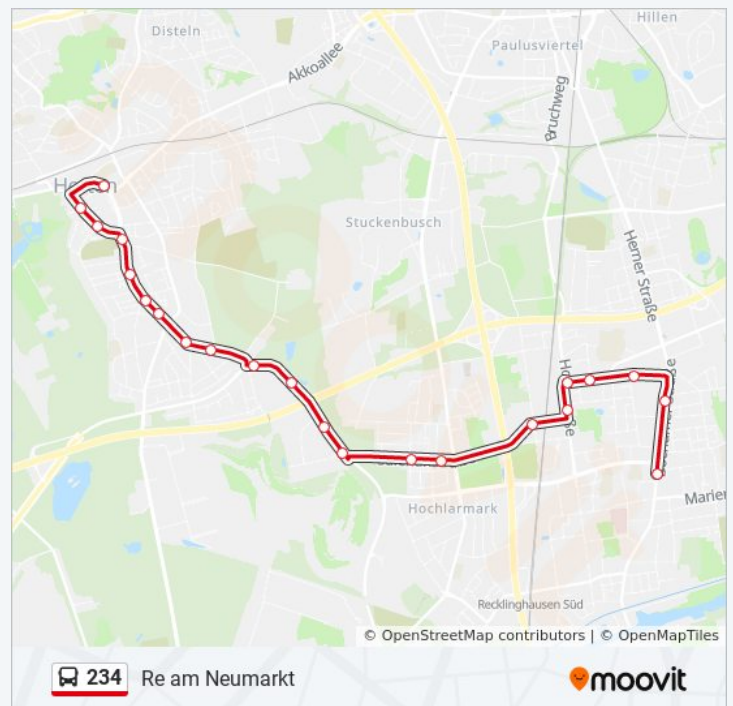 Hillen
Disteln
Paulusviertel
Akkoallee
Bruchweg
Stuckenbusch
Herner Straße
Hochlarmark
Marien
Recklinghausen Süd
© OpenStreetMap contributors | © OpenMapTiles
234 Re am Neumarkt moovit